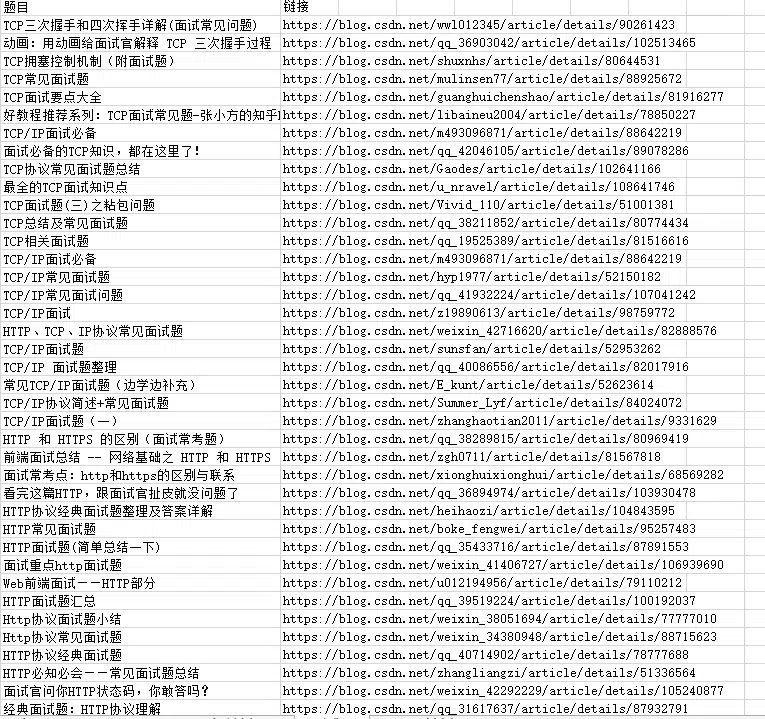 题目 链接
TCP三次握手和四次挥手详解(面试常见问题) https://blog.csdn.net/wwl012345/article/details/90261423
动画：用动画给面试官解释 TCP 三次握手过程 https://blog.csdn.net/qq_36903042/article/details/102513465
TCP拥塞控制机制（附面试题） https://blog.csdn.net/shuxnhs/article/details/80644531
TCP常见面试题 https://blog.csdn.net/mulinsen77/article/details/88925672
TCP面试要点大全 https://blog.csdn.net/guanghuichenshao/article/details/81916277
好教程推荐系列：TCP面试常见题-张小方的知乎 https://blog.csdn.net/libaineu2004/article/details/78850227
TCP/IP面试必备 https://blog.csdn.net/m493096871/article/details/88642219
面试必备的TCP知识，都在这里了！ https://blog.csdn.net/qq_42046105/article/details/89078286
TCP协议常见面试题总结 https://blog.csdn.net/Gaodes/article/details/102641166
最全的TCP面试知识点 https://blog.csdn.net/u_nravel/article/details/108641746
TCP面试题(三)之粘包问题 https://blog.csdn.net/Vivid_110/article/details/51001381
TCP总结及常见面试题 https://blog.csdn.net/qq_38211852/article/details/80774434
TCP相关面试题 https://blog.csdn.net/qq_19525389/article/details/81516616
TCP/IP面试必备 https://blog.csdn.net/m493096871/article/details/88642219
TCP/IP常见面试题 https://blog.csdn.net/hyp1977/article/details/52150182
TCP/IP常见面试问题 https://blog.csdn.net/qq_41932224/article/details/107041242
TCP/IP面试 https://blog.csdn.net/z19890613/article/details/98759772
HTTP、TCP、IP协议常见面试题 https://blog.csdn.net/weixin_42716620/article/details/82888576
TCP/IP面试题 https://blog.csdn.net/sunsfan/article/details/52953262
TCP/IP 面试题整理 https://blog.csdn.net/qq_40086556/article/details/82017916
常见TCP/IP面试题（边学边补充） https://blog.csdn.net/E_kunt/article/details/52623614
TCP/IP协议简述+常见面试题 https://blog.csdn.net/Summer_Lyf/article/details/84024072
TCP/IP面试题（一） https://blog.csdn.net/zhanghaotian2011/article/details/9331629
HTTP 和 HTTPS 的区别（面试常考题） https://blog.csdn.net/qq_38289815/article/details/80969419
前端面试总结 -- 网络基础之 HTTP 和 HTTPS https://blog.csdn.net/zgh0711/article/details/81567818
面试常考点：http和https的区别与联系 https://blog.csdn.net/xionghuixionghui/article/details/68569282
看完这篇HTTP，跟面试官扯皮就没问题了 https://blog.csdn.net/qq_36894974/article/details/103930478
HTTP协议经典面试题整理及答案详解 https://blog.csdn.net/heihaozi/article/details/104843595
HTTP常见面试题 https://blog.csdn.net/boke_fengwei/article/details/95257483
HTTP面试题(简单总结一下) https://blog.csdn.net/qq_35433716/article/details/87891553
面试重点http面试题 https://blog.csdn.net/weixin_41406727/article/details/106939690
Web前端面试——HTTP部分 https://blog.csdn.net/u012194956/article/details/79110212
HTTP面试题汇总 https://blog.csdn.net/qq_39519224/article/details/100192037
Http协议面试题小结 https://blog.csdn.net/weixin_38051694/article/details/77777010
Http协议常见面试题 https://blog.csdn.net/weixin_34380948/article/details/88715623
HTTP协议经典面试题 https://blog.csdn.net/qq_40714902/article/details/78777688
HTTP必知必会——常见面试题总结 https://blog.csdn.net/zhangliangzi/article/details/51336564
面试官问你HTTP状态码，你敢答吗？ https://blog.csdn.net/weixin_42292229/article/details/105240877
经典面试题：HTTP协议理解 https://blog.csdn.net/qq_31617637/article/details/87932791